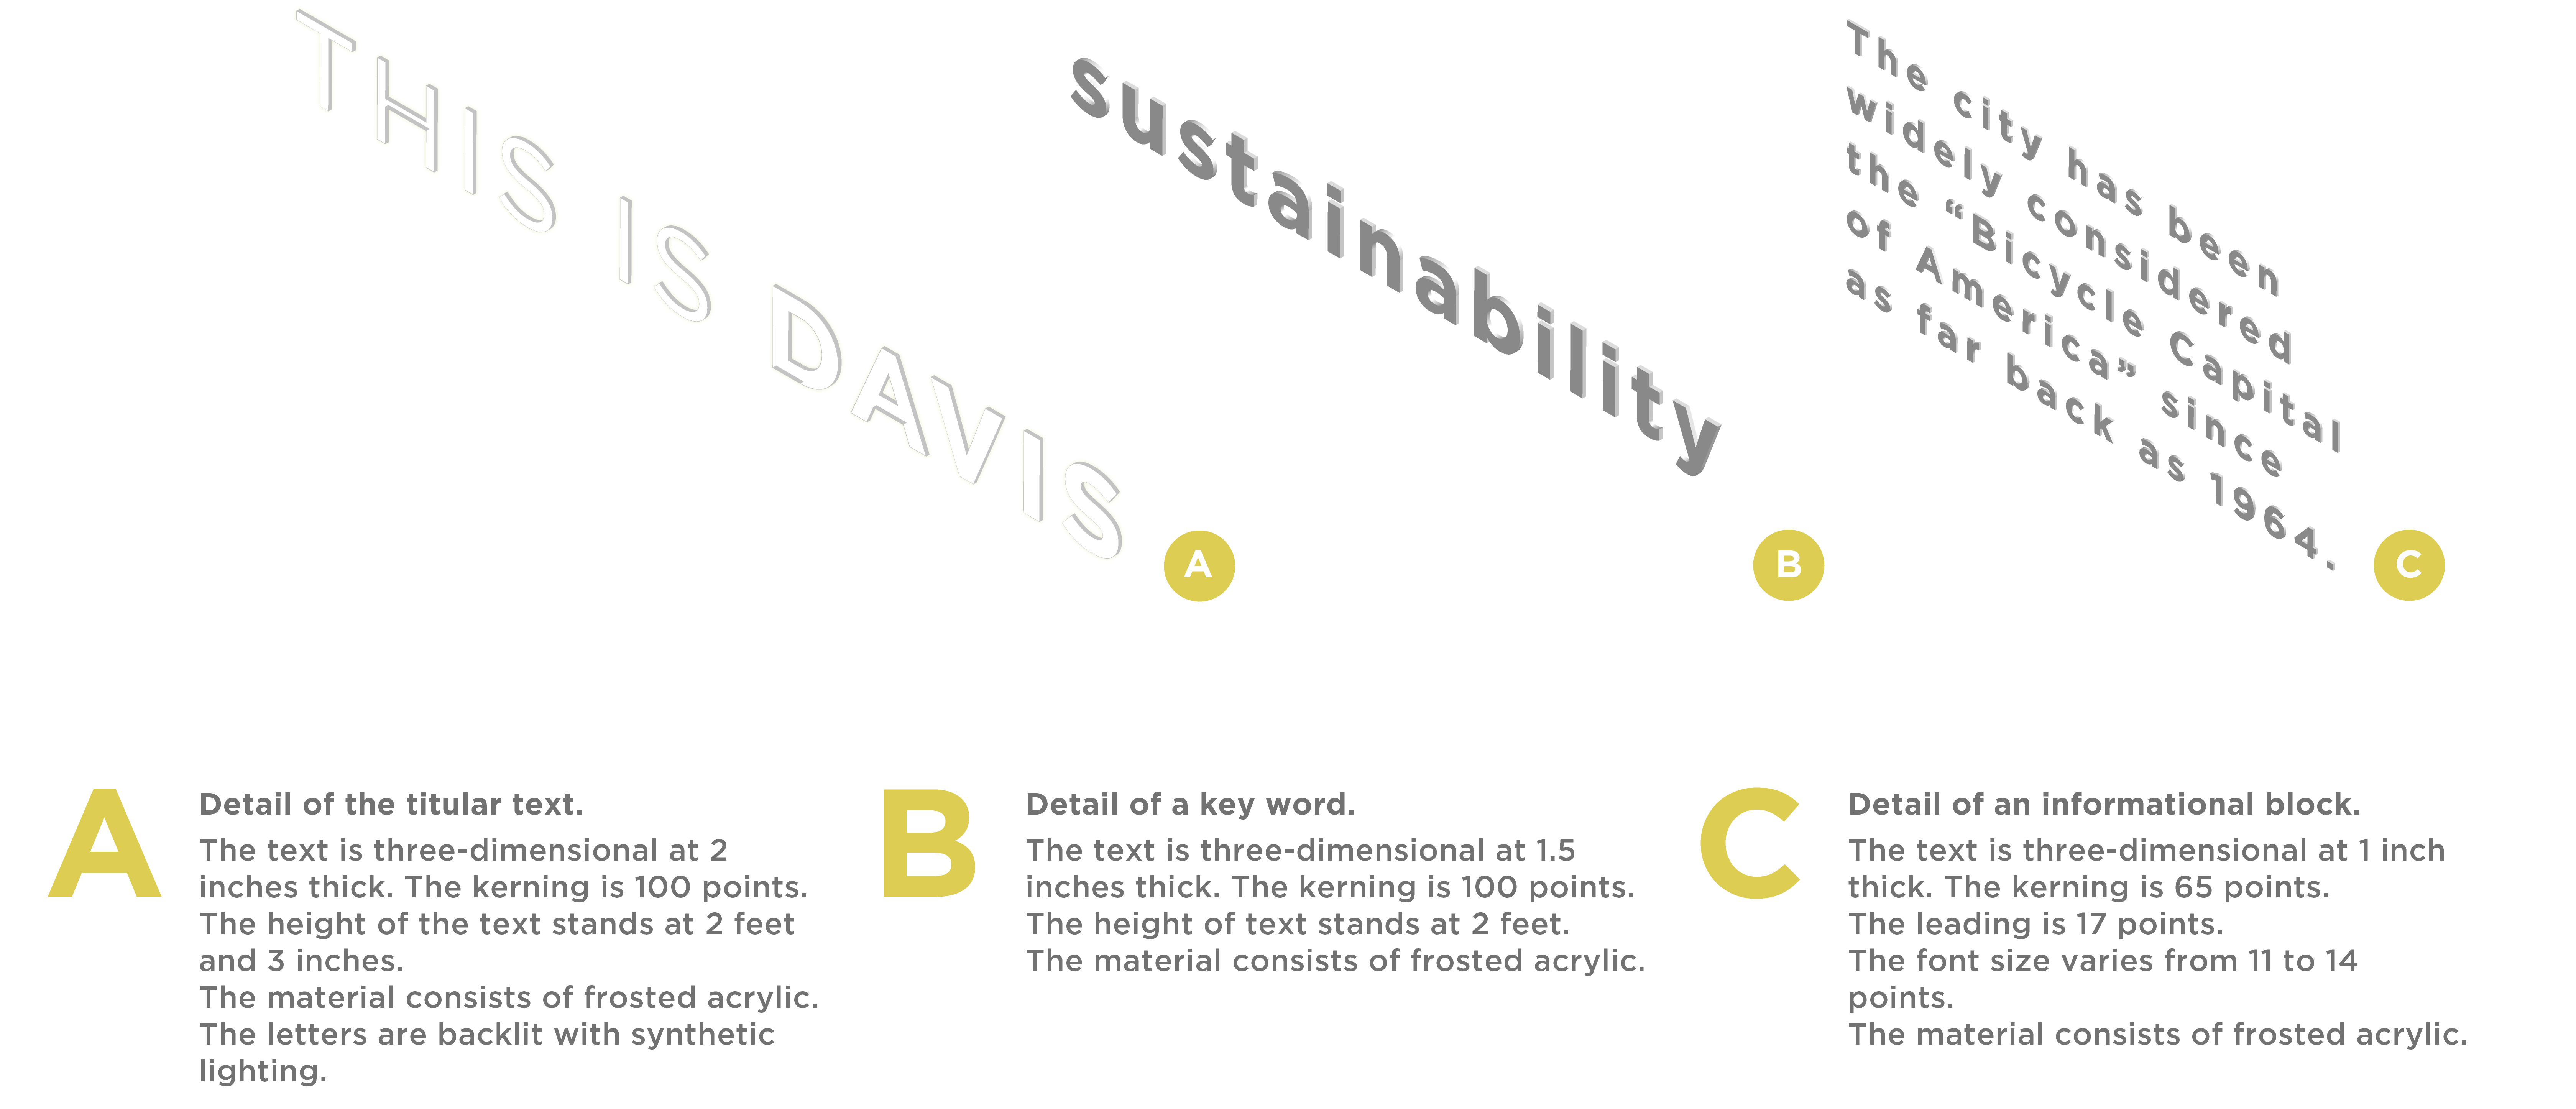 THIS IS DAVIS
A
sustainability
B
The city has been
widely considered
the “Bicycle Capital
of America” since
as far back as 1964.
C
A
Detail of the titular text.
The text is three-dimensional at 2
inches thick. The kerning is 100 points.
The height of the text stands at 2 feet
and 3 inches.
The material consists of frosted acrylic.
The letters are backlit with synthetic
lighting.
B
Detail of a key word.
The text is three-dimensional at 1.5
inches thick. The kerning is 100 points.
The height of text stands at 2 feet.
The material consists of frosted acrylic.
C
Detail of an informational block.
The text is three-dimensional at 1 inch
thick. The kerning is 65 points.
The leading is 17 points.
The font size varies from 11 to 14
points.
The material consists of frosted acrylic.